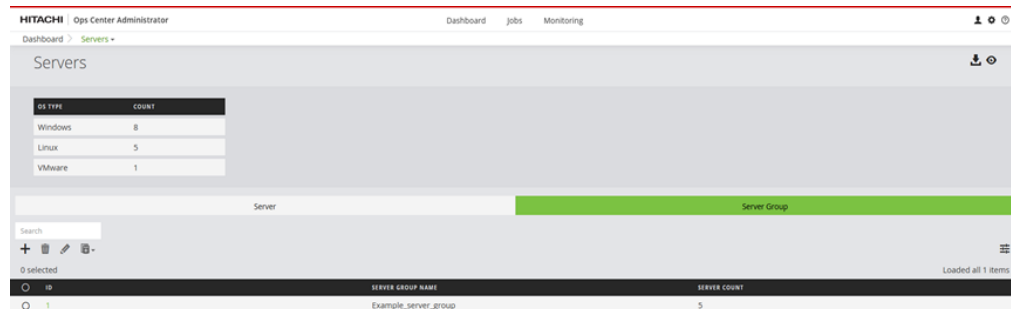 HITACHI Ops Center Administrator Dashboard Jobs Monitoring
Dashboard Servers
Servers
OS TYPE COUNT
Windows 8
Linux 5
VMware 1
Server Server Group
Search
0 selected Loaded all 1 items
ID SERVER GROUP NAME SERVER COUNT
1 Example_server_group 5